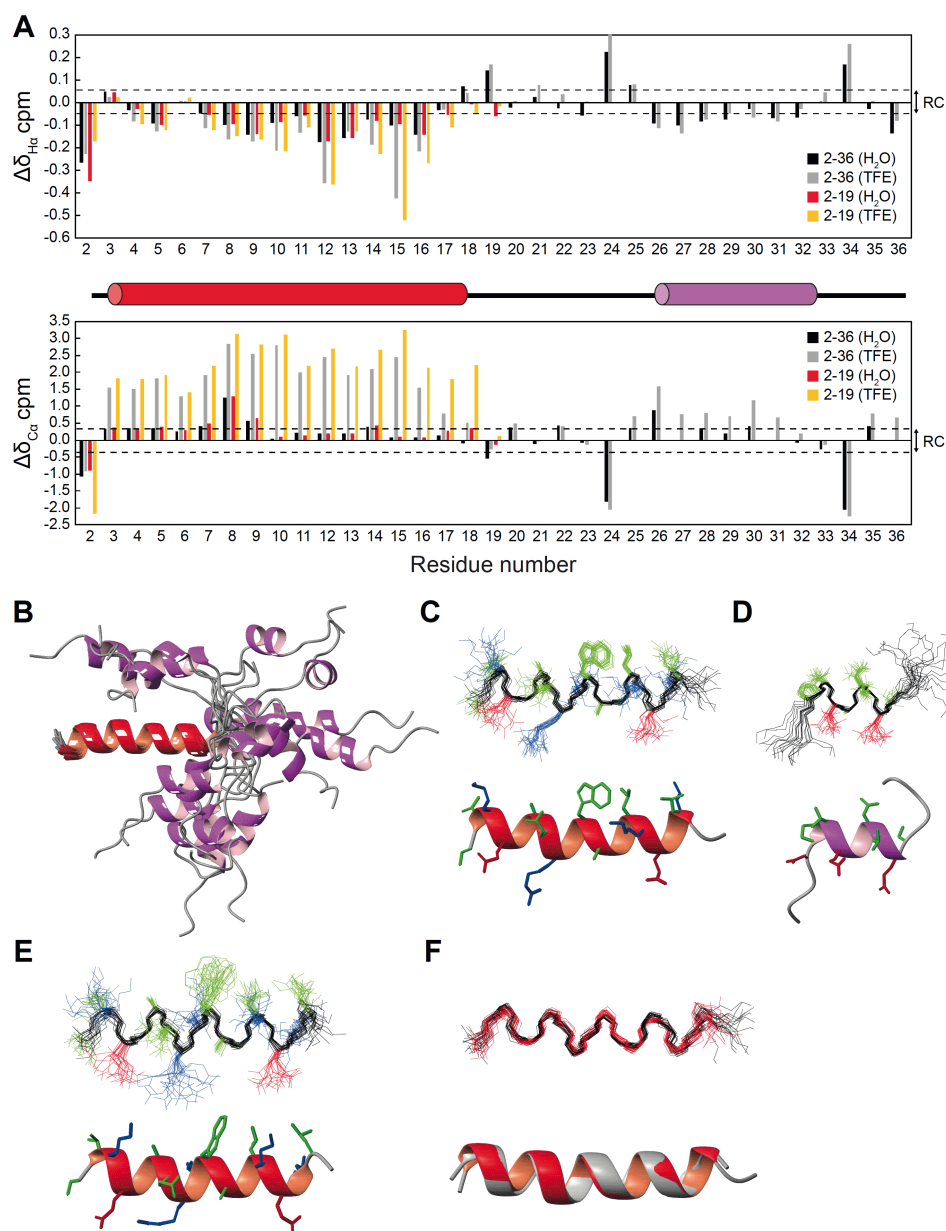 A
0.3
0.2
0.1
0.0
-0.1
-0.2
-0.3
-0.4
-0.5
-0.6
ΔδHα cpm
RC
2-36 (H2O)
2-36 (TFE)
2-19 (H2O)
2-19 (TFE)
2 3 4 5 6 7 8 9 10 11 12 13 14 15 16 17 18 19 20 21 22 23 24 25 26 27 28 29 30 31 32 33 34 35 36
3.5
3.0
2.5
2.0
1.5
1.0
0.5
0.0
-0.5
-1.0
-1.5
-2.0
-2.5
ΔδCα cpm
RC
2-36 (H2O)
2-36 (TFE)
2-19 (H2O)
2-19 (TFE)
2 3 4 5 6 7 8 9 10 11 12 13 14 15 16 17 18 19 20 21 22 23 24 25 26 27 28 29 30 31 32 33 34 35 36
Residue number
B
C
D
E
F